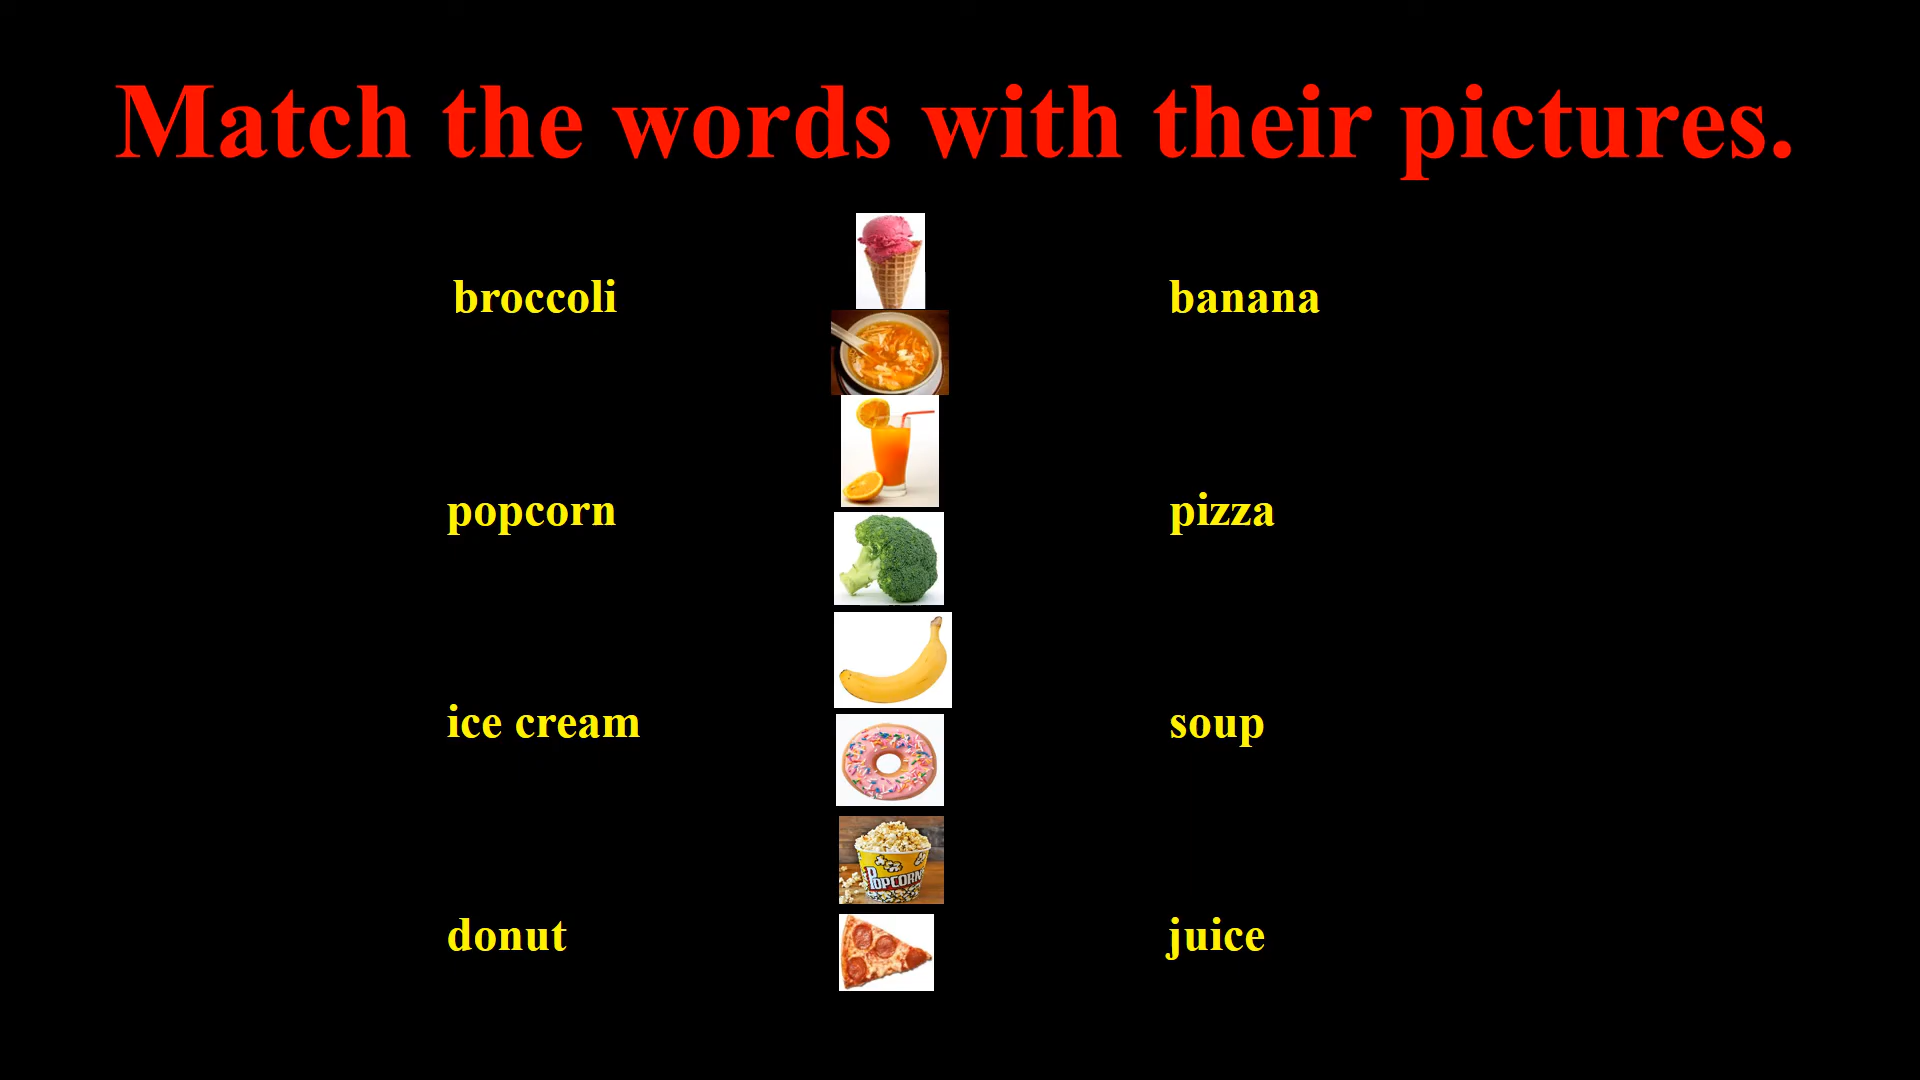 Match the words with their pictures.
broccoli
banana
popcorn
pizza
ice cream
soup
POPCORN
donut
juice